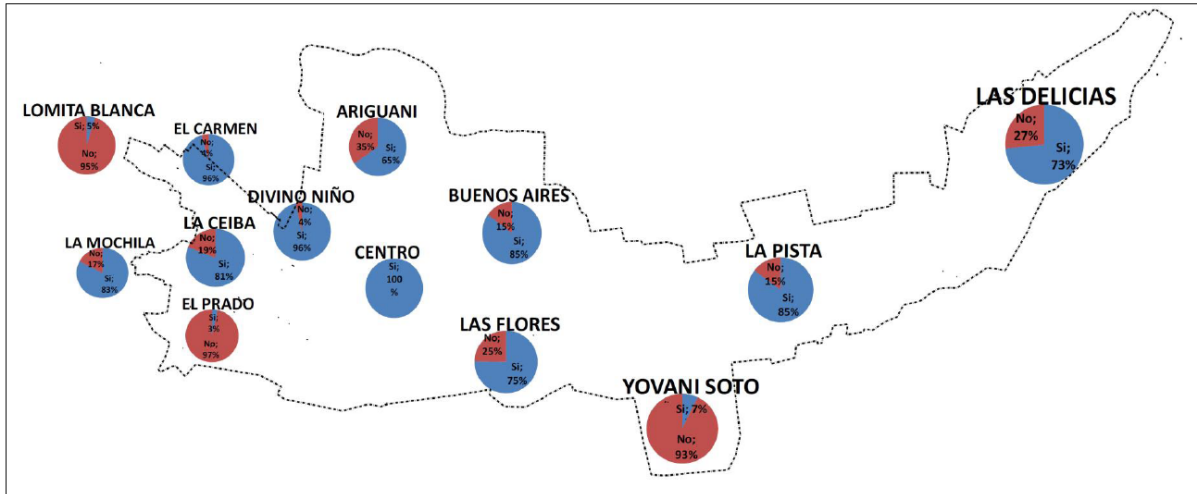 LOMITA BLANCA
Si; 5%
No;
95%
EL CARMEN
No;
4%
Si;
96%
ARIGUANI
No;
35%
Si;
65%
LAS DELICIAS
No;
27%
Si;
73%
DIVINO NIÑO
No;
4%
Si;
96%
BUENOS AIRES
No;
15%
Si;
85%
LA MOCHILA
No;
17%
Si;
83%
LA CEIBA
No;
19%
Si;
81%
CENTRO
Si;
100
%
LA PISTA
No;
15%
Si;
85%
EL PRADO
Si;
3%
No;
97%
LAS FLORES
No;
25%
Si;
75%
YOVANI SOTO
Si; 7%
No;
93%